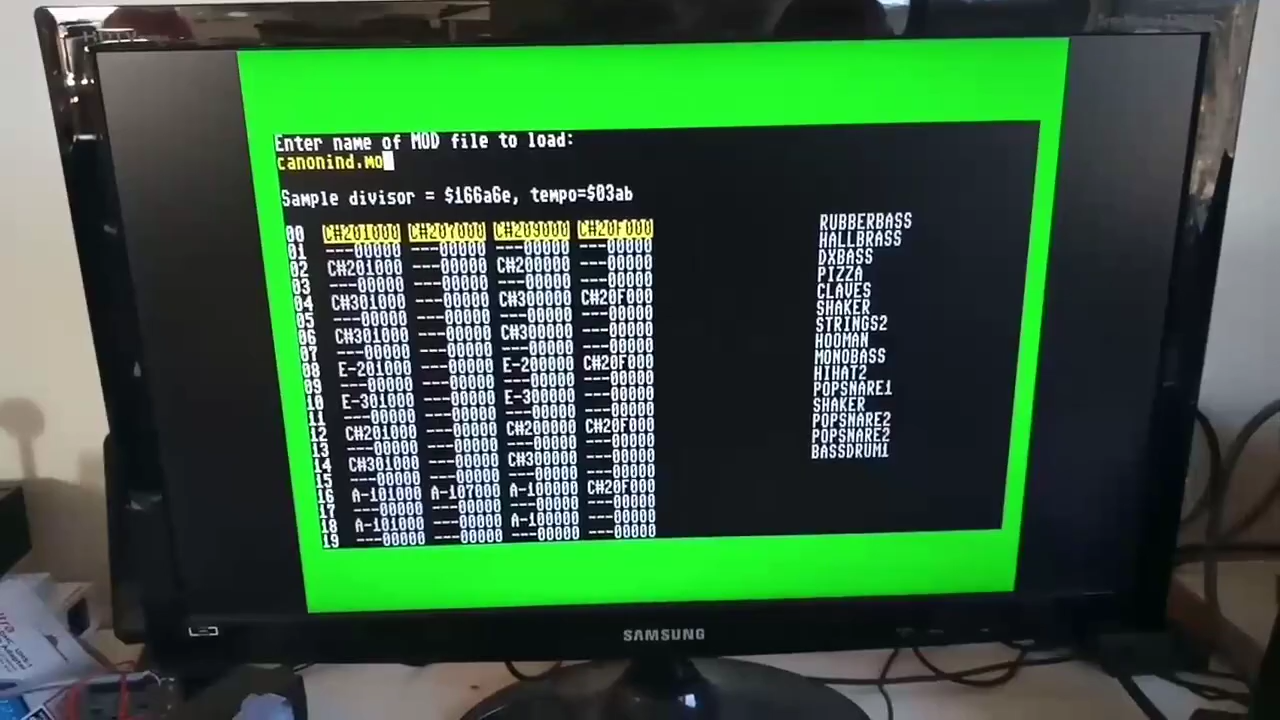 HDMI
Enter name of MOD file to load:
canonind.mo
Sample divisor = $166a6e, tempo=$03ab
00 C#201000 C#207000 C#209000 C#20F000
01 ---00000 ---00000 ---00000 ---00000
02 C#201000 ---00000 C#200000 ---00000
03 ---00000 ---00000 ---00000 ---00000
04 C#301000 ---00000 C#300000 C#20F000
05 ---00000 ---00000 ---00000 ---00000
06 C#301000 ---00000 C#300000 ---00000
07 ---00000 ---00000 ---00000 ---00000
08 E-201000 ---00000 E-200000 C#20F000
09 ---00000 ---00000 ---00000 ---00000
10 E-301000 ---00000 E-300000 ---00000
11 ---00000 ---00000 ---00000 ---00000
12 C#201000 ---00000 C#200000 C#20F000
13 ---00000 ---00000 ---00000 ---00000
14 C#301000 ---00000 C#300000 ---00000
15 ---00000 ---00000 ---00000 ---00000
16 A-101000 A-107000 A-100000 C#20F000
17 ---00000 ---00000 ---00000 ---00000
18 A-101000 ---00000 A-100000 ---00000
19 ---00000 ---00000 ---00000 ---00000
RUBBERBASS
HALLBRASS
DXBASS
PIZZA
CLAVES
SHAKER
STRINGS2
HOOMAN
MONOBASS
HIHAT2
POPSNARE1
SHAKER
POPSNARE2
POPSNARE2
BASSDRUM1
SAMSUNG